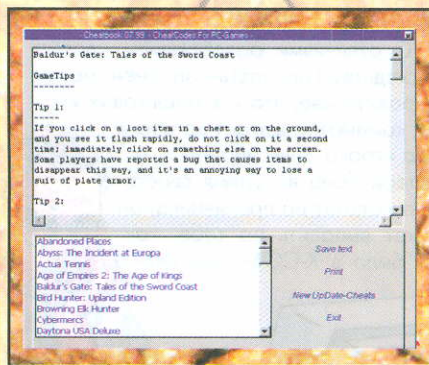 Cheatbook 07.99 - CheatCodes For PC-Games -
Baldur's Gate: Tales of the Sword Coast
GameTips
--------
Tip 1:
-----
If you click on a loot item in a chest or on the ground,
and you see it flash rapidly, do not click on it a second
time; immediately click on something else on the screen.
Some players have reported a bug that causes items to
disappear this way, and it's an annoying way to lose a
suit of plate armor.
Tip 2:
Abandoned Places
Abyss: The Incident at Europa
Actua Tennis
Age of Empires 2: The Age of Kings
Baldur's Gate: Tales of the Sword Coast
Bird Hunter: Upland Edition
Browning Elk Hunter
Cybermercs
Daytona USA Deluxe
Save text
Print
New UpDate-Cheats
Exit